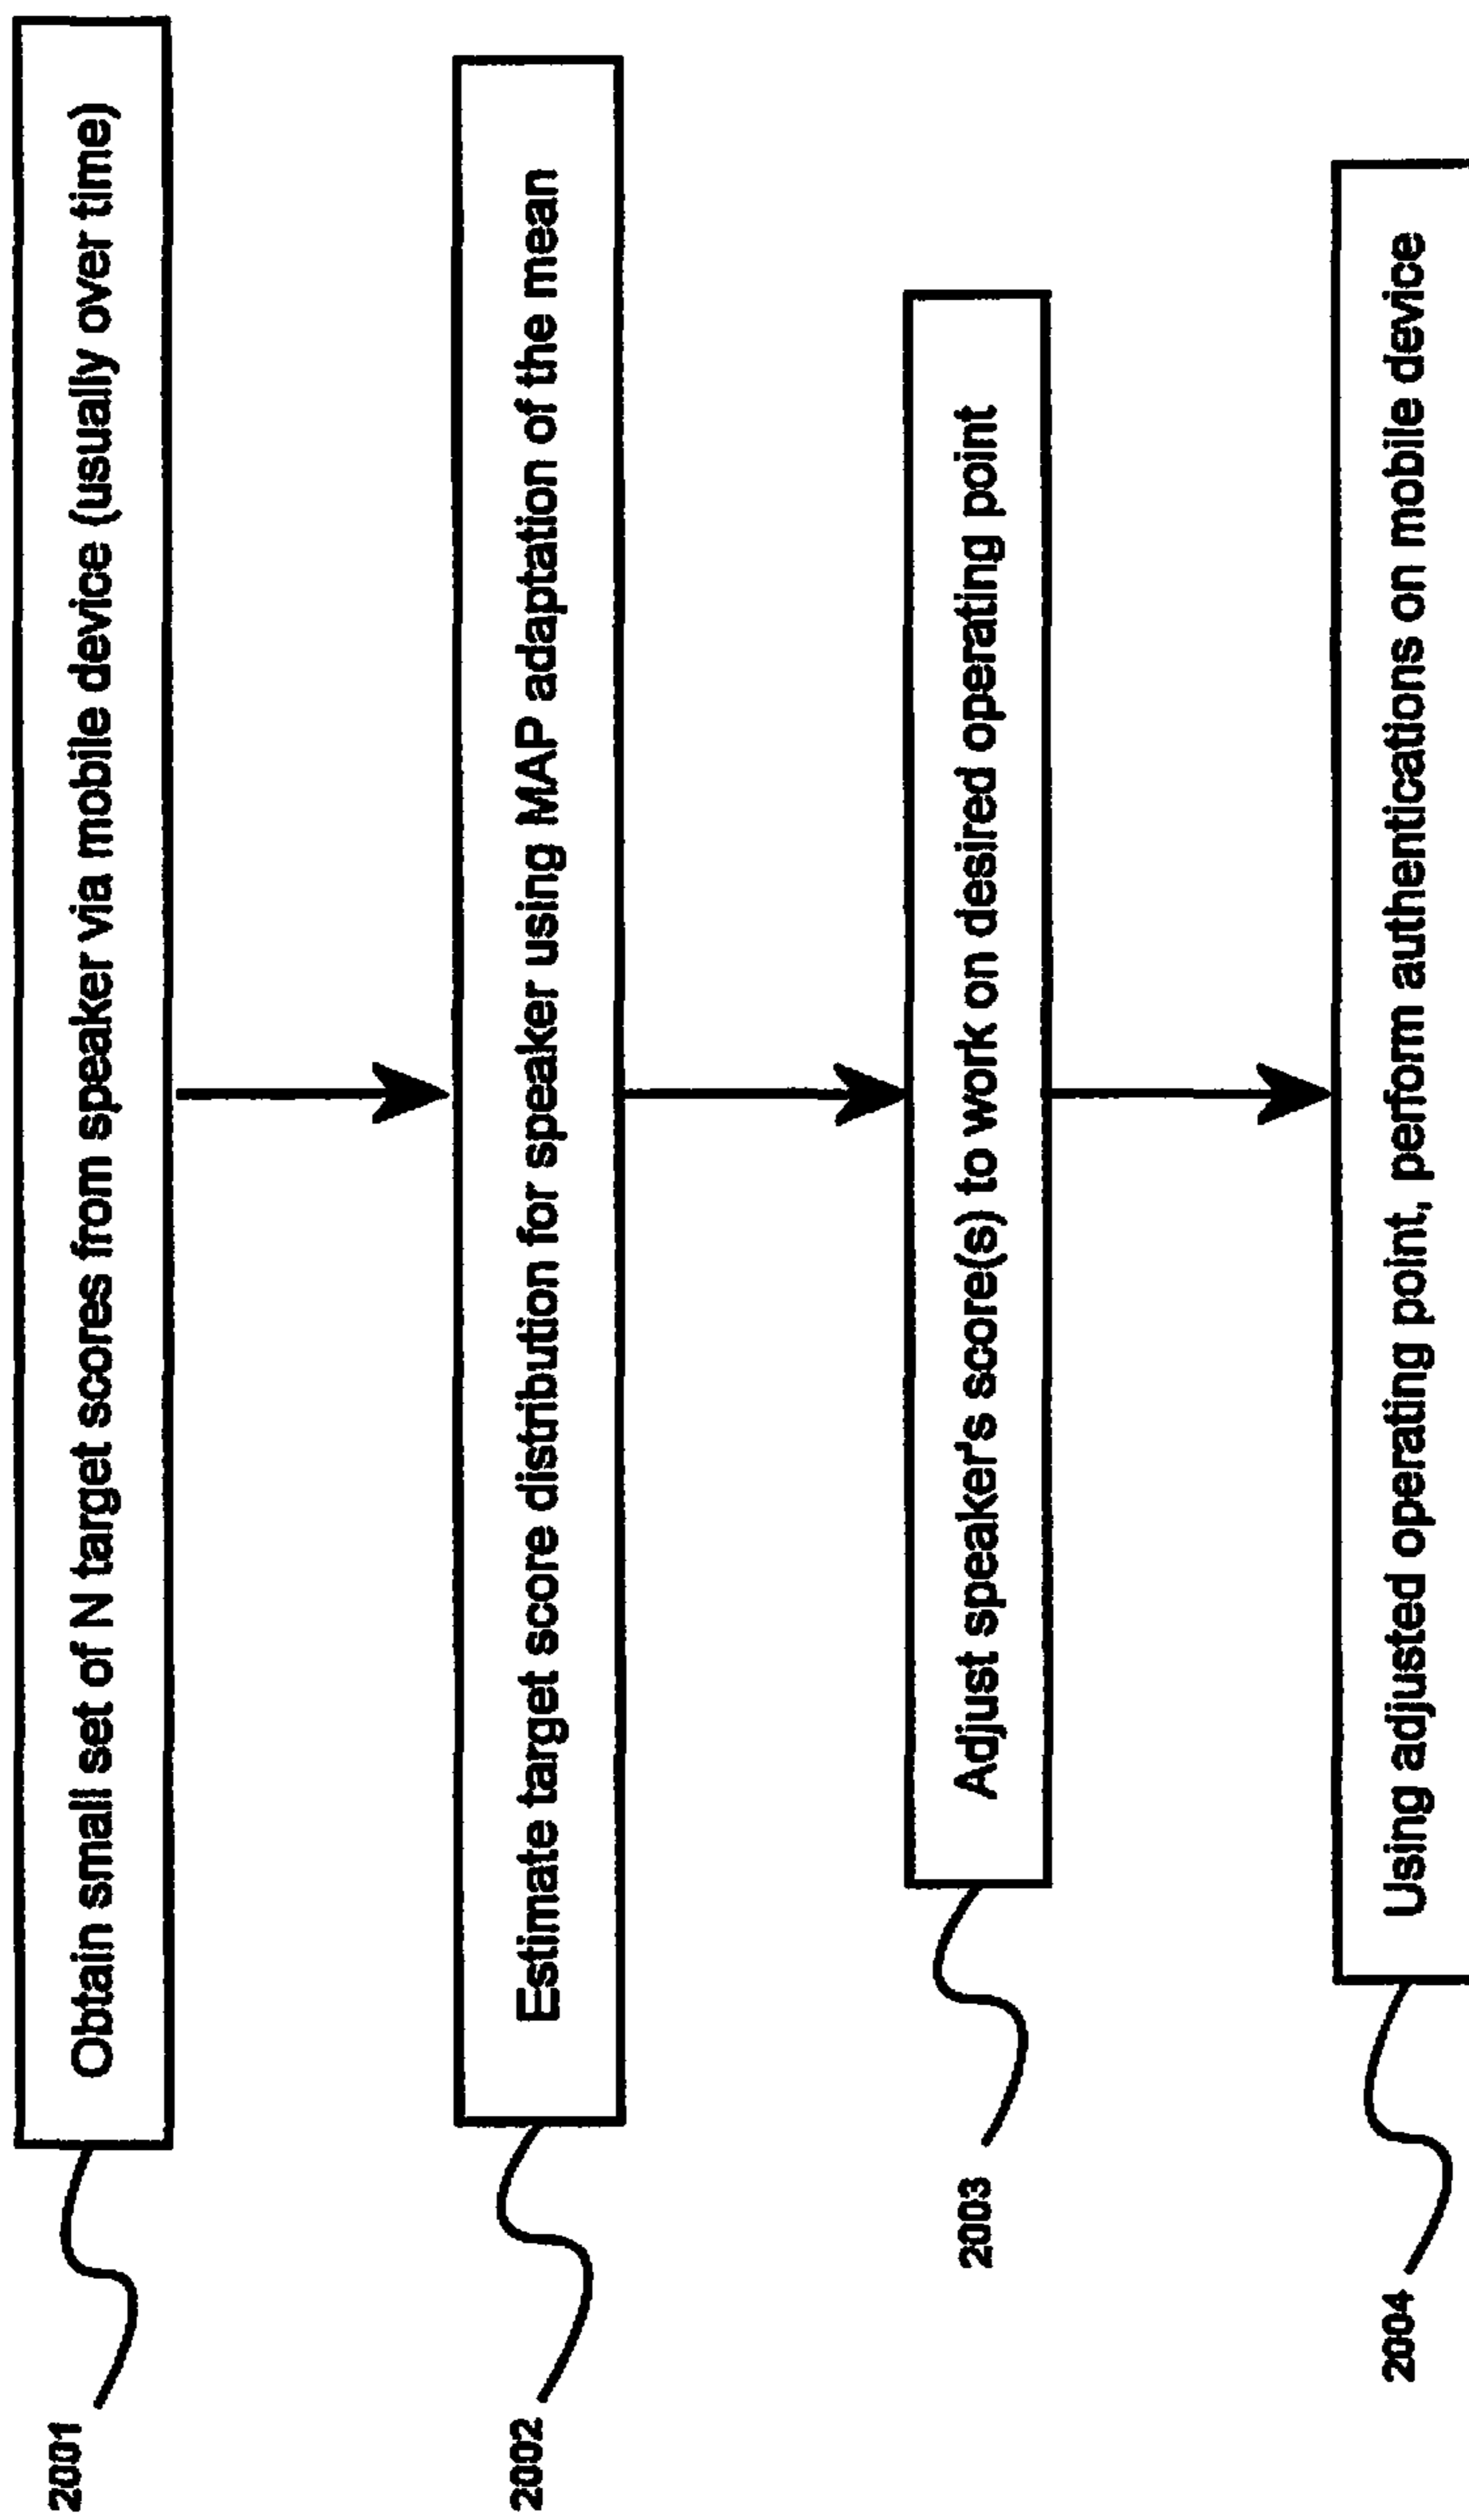 2001
Obtain small set of N target scores from speaker via mobile device (usually over time)
2002
Estimate target score distribution for speaker using MAP adaptation of the mean
2003
Adjust speaker's score(s) to work on desired operating point
2004
Using adjusted operating point, perform authentications on mobile device